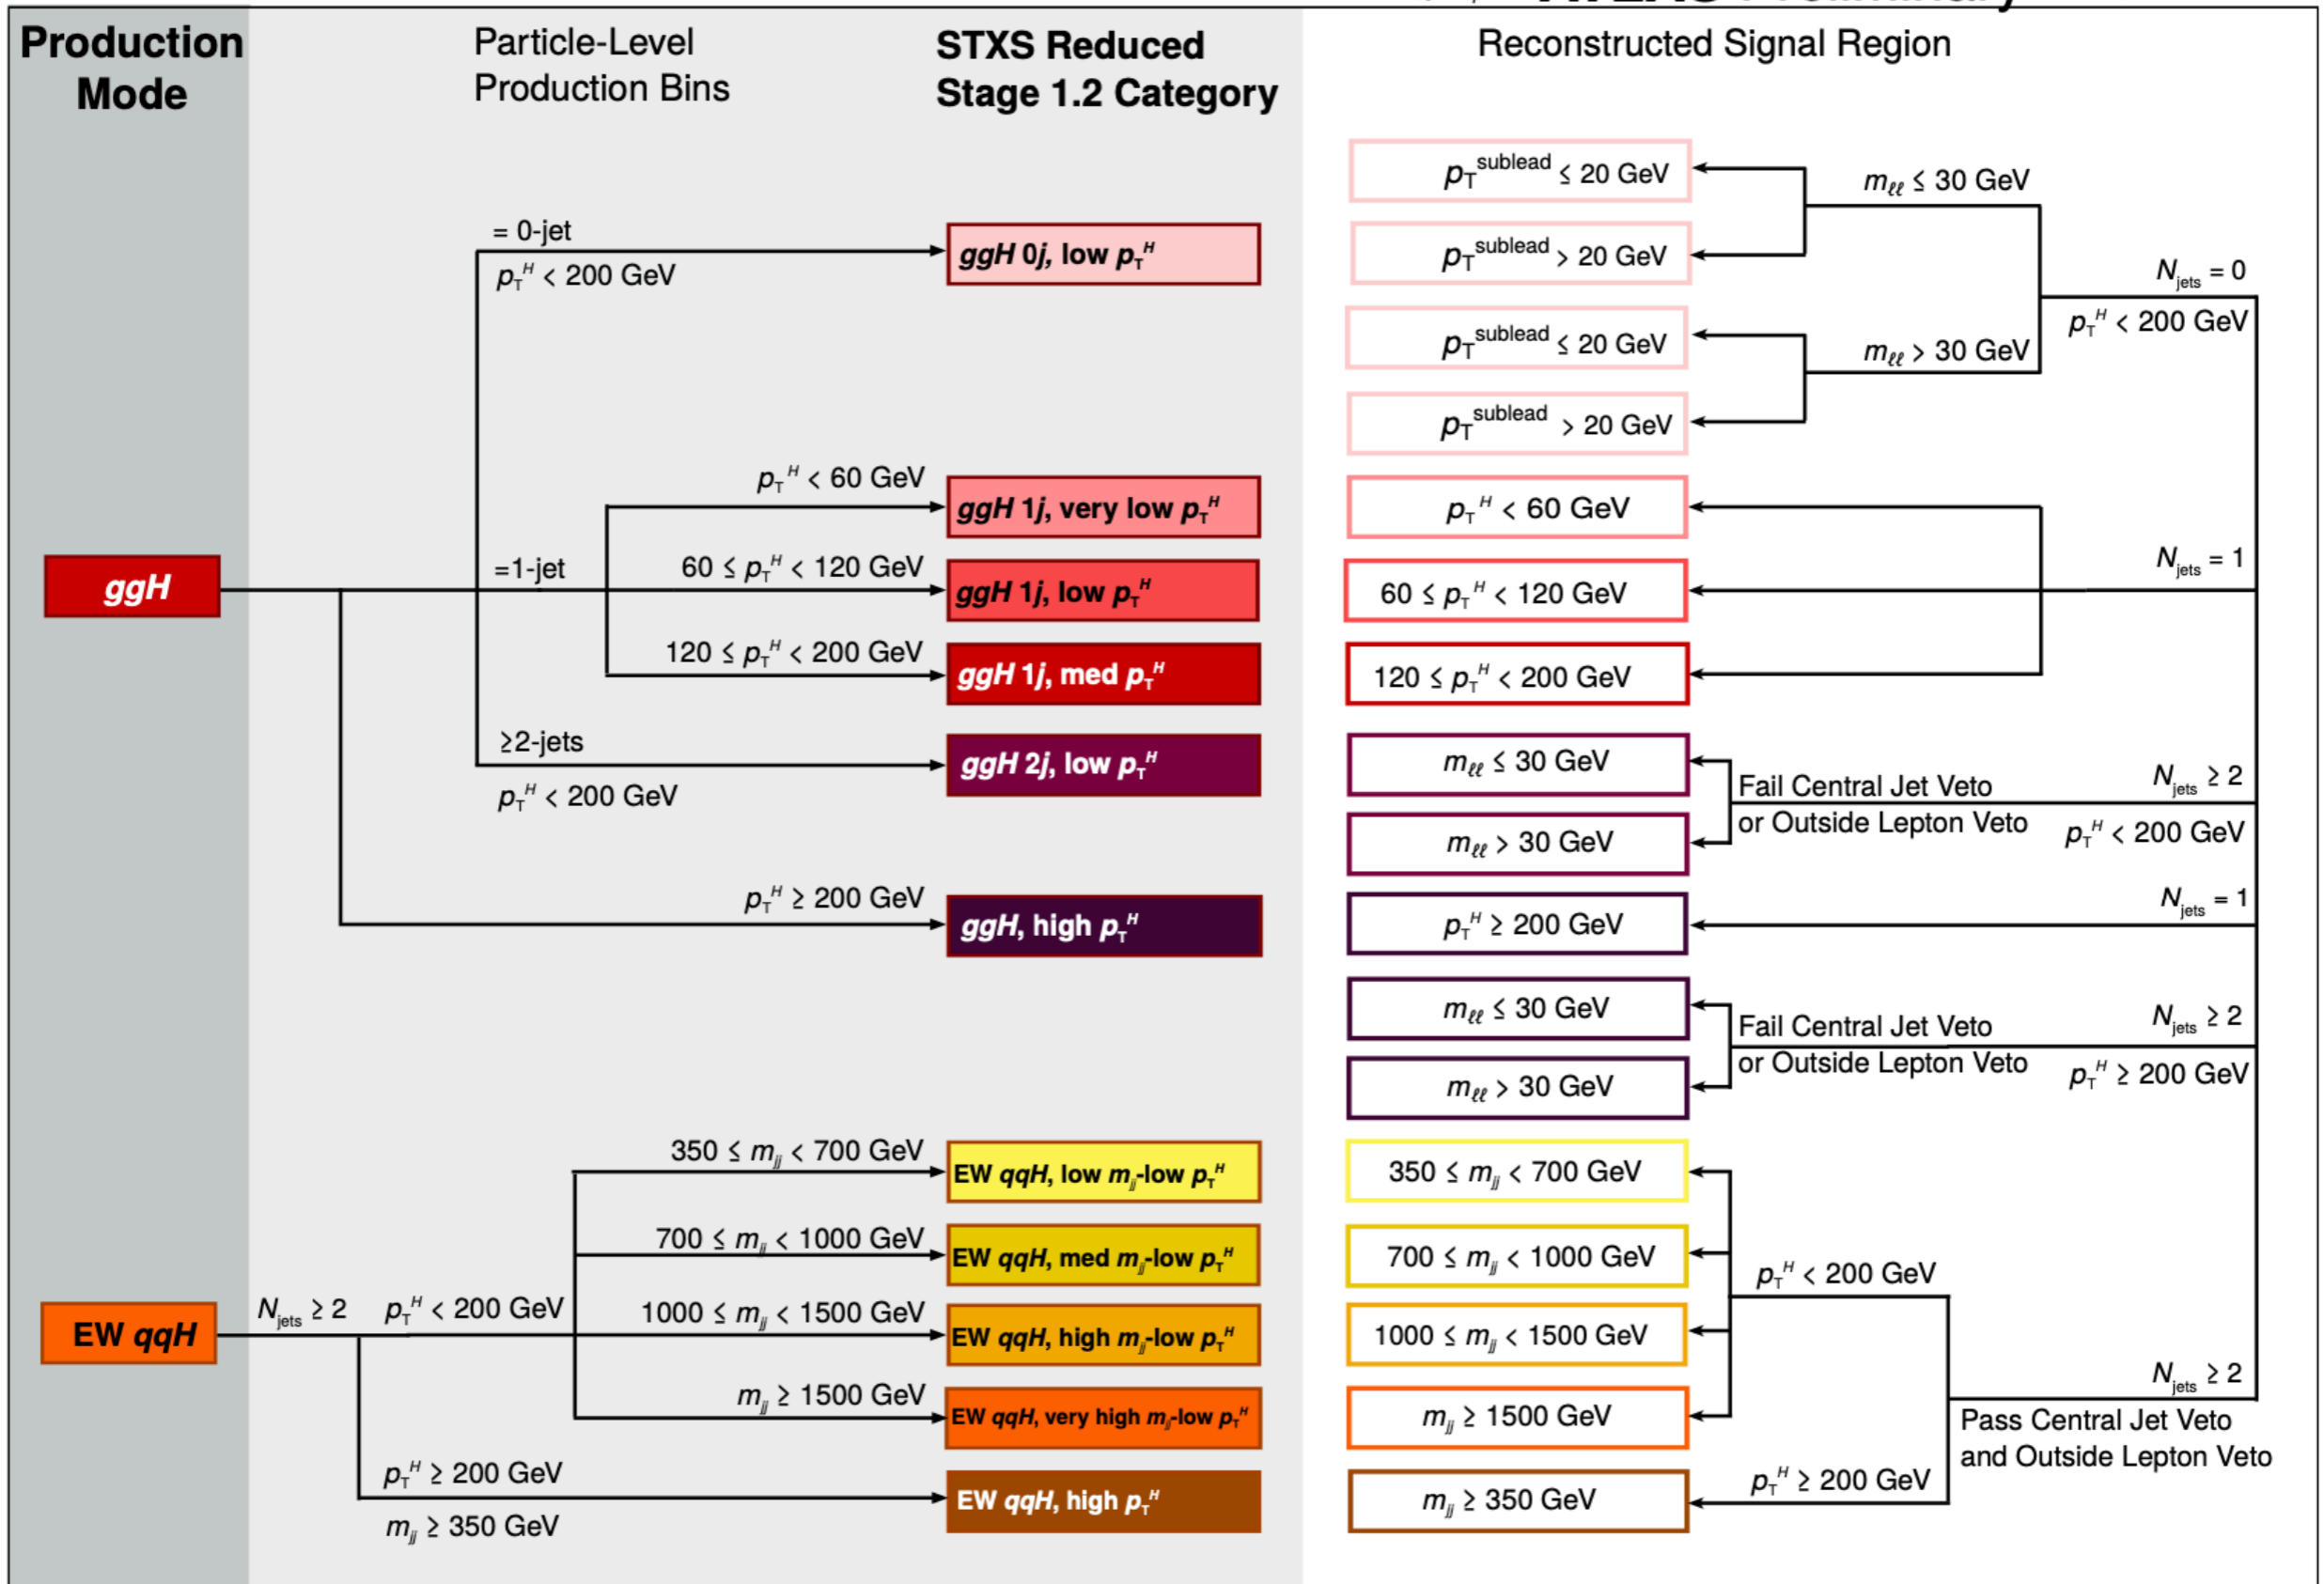 ATLAS Preliminary
Production
Mode
Particle-Level
Production Bins
STXS Reduced
Stage 1.2 Category
Reconstructed Signal Region
= 0-jet
p_T^H < 200 GeV
ggH 0j, low p_T^H
p_T^H < 60 GeV
ggH 1j, very low p_T^H
ggH
=1-jet
60 ≤ p_T^H < 120 GeV
ggH 1j, low p_T^H
120 ≤ p_T^H < 200 GeV
ggH 1j, med p_T^H
≥2-jets
p_T^H < 200 GeV
ggH 2j, low p_T^H
p_T^H ≥ 200 GeV
ggH, high p_T^H
350 ≤ m_jj < 700 GeV
EW qqH, low m_jj-low p_T^H
700 ≤ m_jj < 1000 GeV
EW qqH, med m_jj-low p_T^H
EW qqH
N_jets ≥ 2
p_T^H < 200 GeV
1000 ≤ m_jj < 1500 GeV
EW qqH, high m_jj-low p_T^H
m_jj ≥ 1500 GeV
EW qqH, very high m_jj-low p_T^H
p_T^H ≥ 200 GeV
m_jj ≥ 350 GeV
EW qqH, high p_T^H
p_T^sublead ≤ 20 GeV
m_ℓℓ ≤ 30 GeV
p_T^sublead > 20 GeV
N_jets = 0
p_T^H < 200 GeV
p_T^sublead ≤ 20 GeV
m_ℓℓ > 30 GeV
p_T^sublead > 20 GeV
p_T^H < 60 GeV
N_jets = 1
60 ≤ p_T^H < 120 GeV
120 ≤ p_T^H < 200 GeV
m_ℓℓ ≤ 30 GeV
Fail Central Jet Veto
or Outside Lepton Veto
N_jets ≥ 2
p_T^H < 200 GeV
m_ℓℓ > 30 GeV
N_jets = 1
p_T^H ≥ 200 GeV
m_ℓℓ ≤ 30 GeV
Fail Central Jet Veto
or Outside Lepton Veto
N_jets ≥ 2
p_T^H ≥ 200 GeV
m_ℓℓ > 30 GeV
350 ≤ m_jj < 700 GeV
700 ≤ m_jj < 1000 GeV
p_T^H < 200 GeV
1000 ≤ m_jj < 1500 GeV
N_jets ≥ 2
m_jj ≥ 1500 GeV
Pass Central Jet Veto
and Outside Lepton Veto
p_T^H ≥ 200 GeV
m_jj ≥ 350 GeV